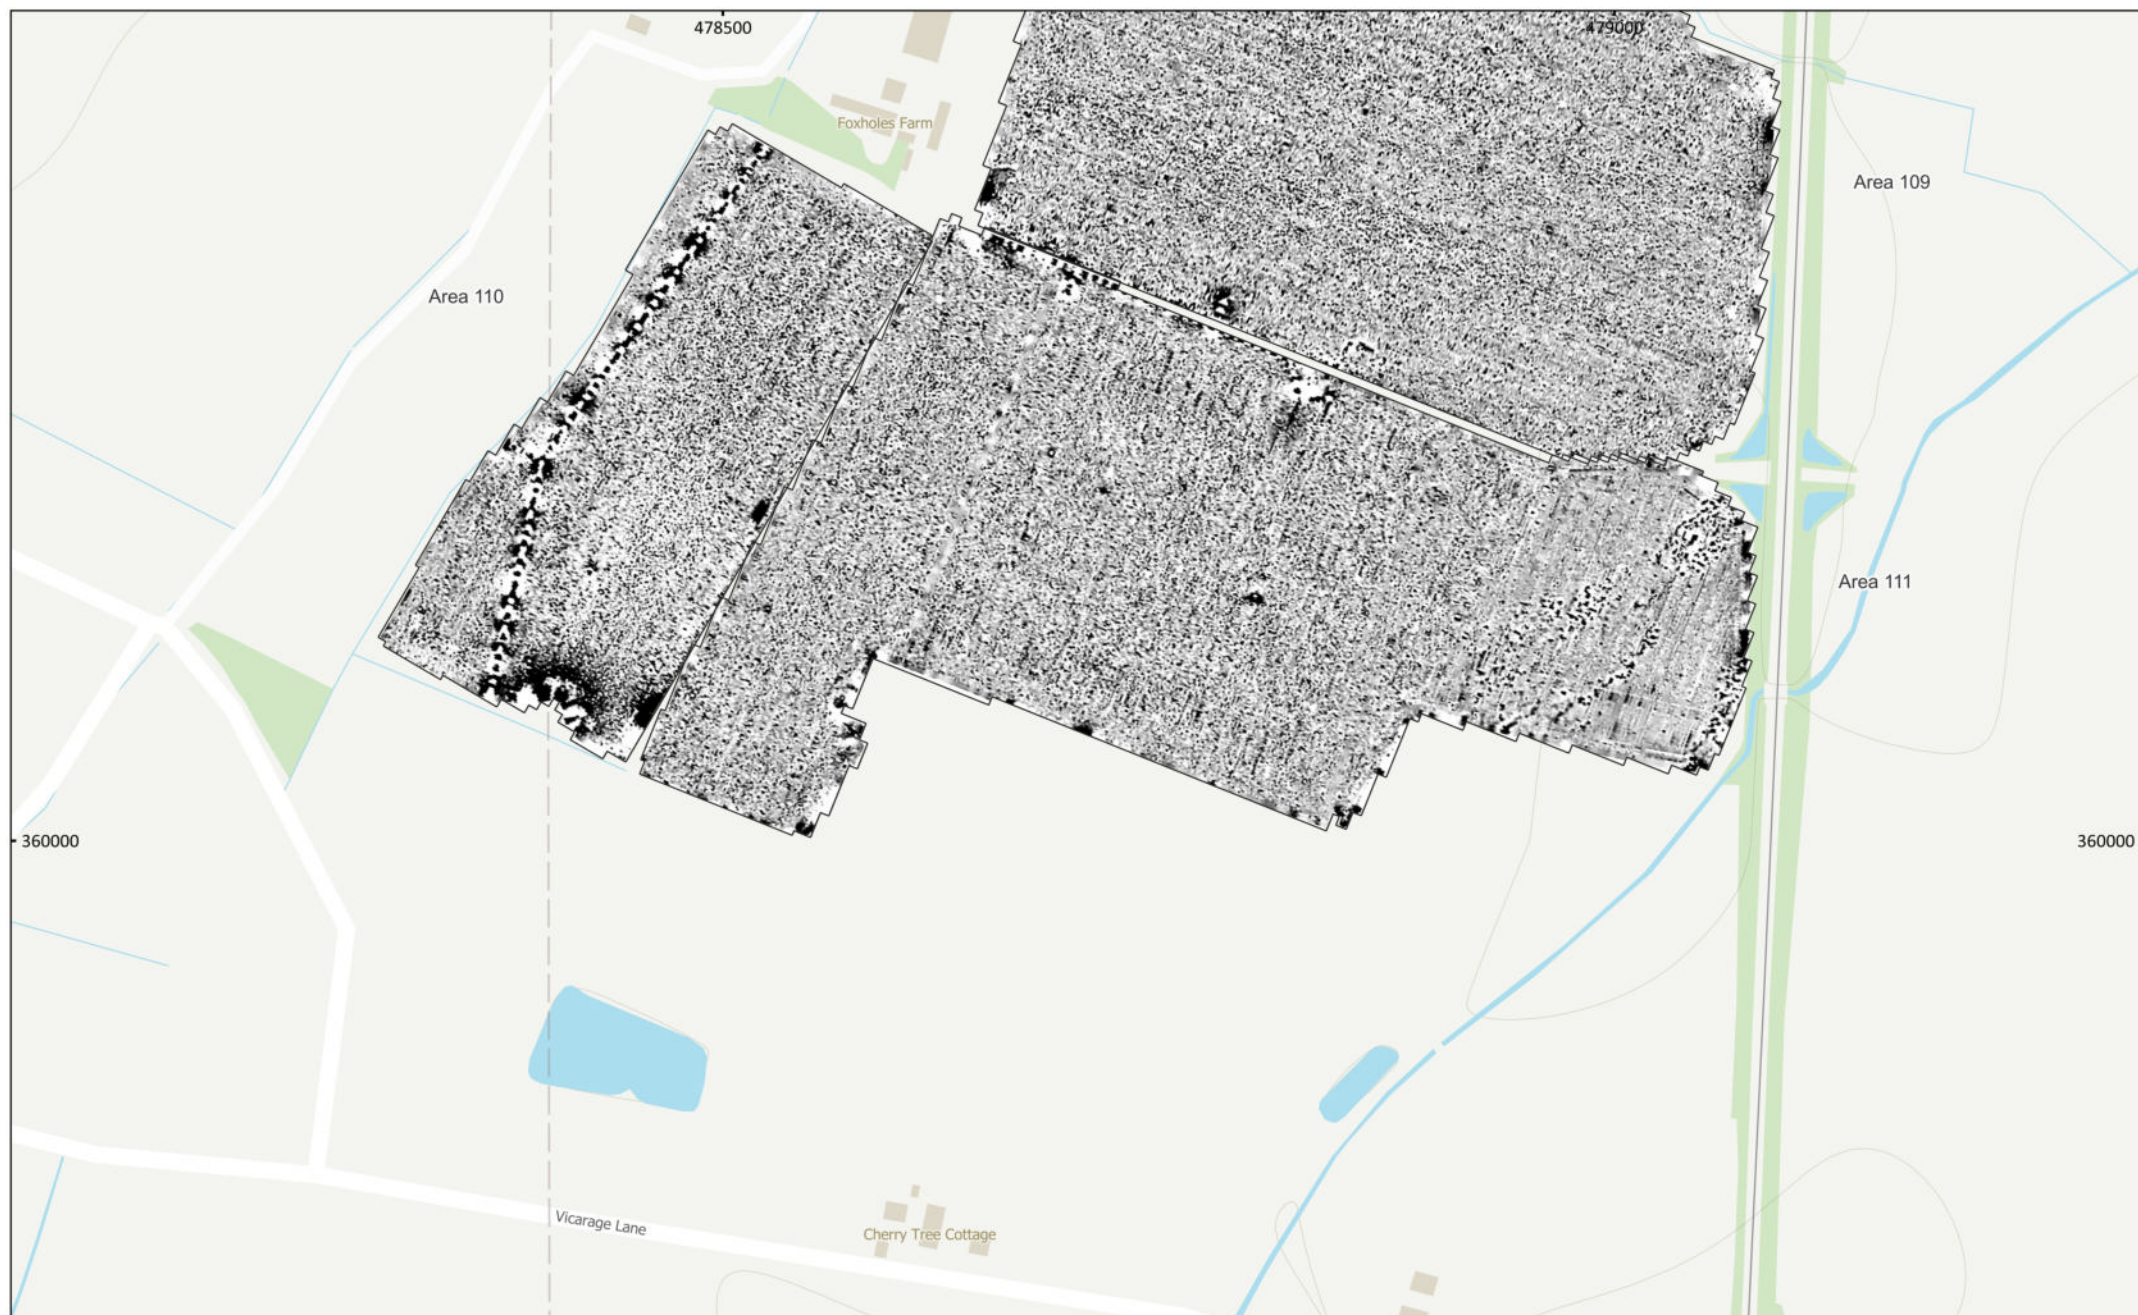 478500
479000
Foxholes Farm
Area 109
Area 110
Area 111
360000
360000
Vicarage Lane
Cherry Tree Cottage